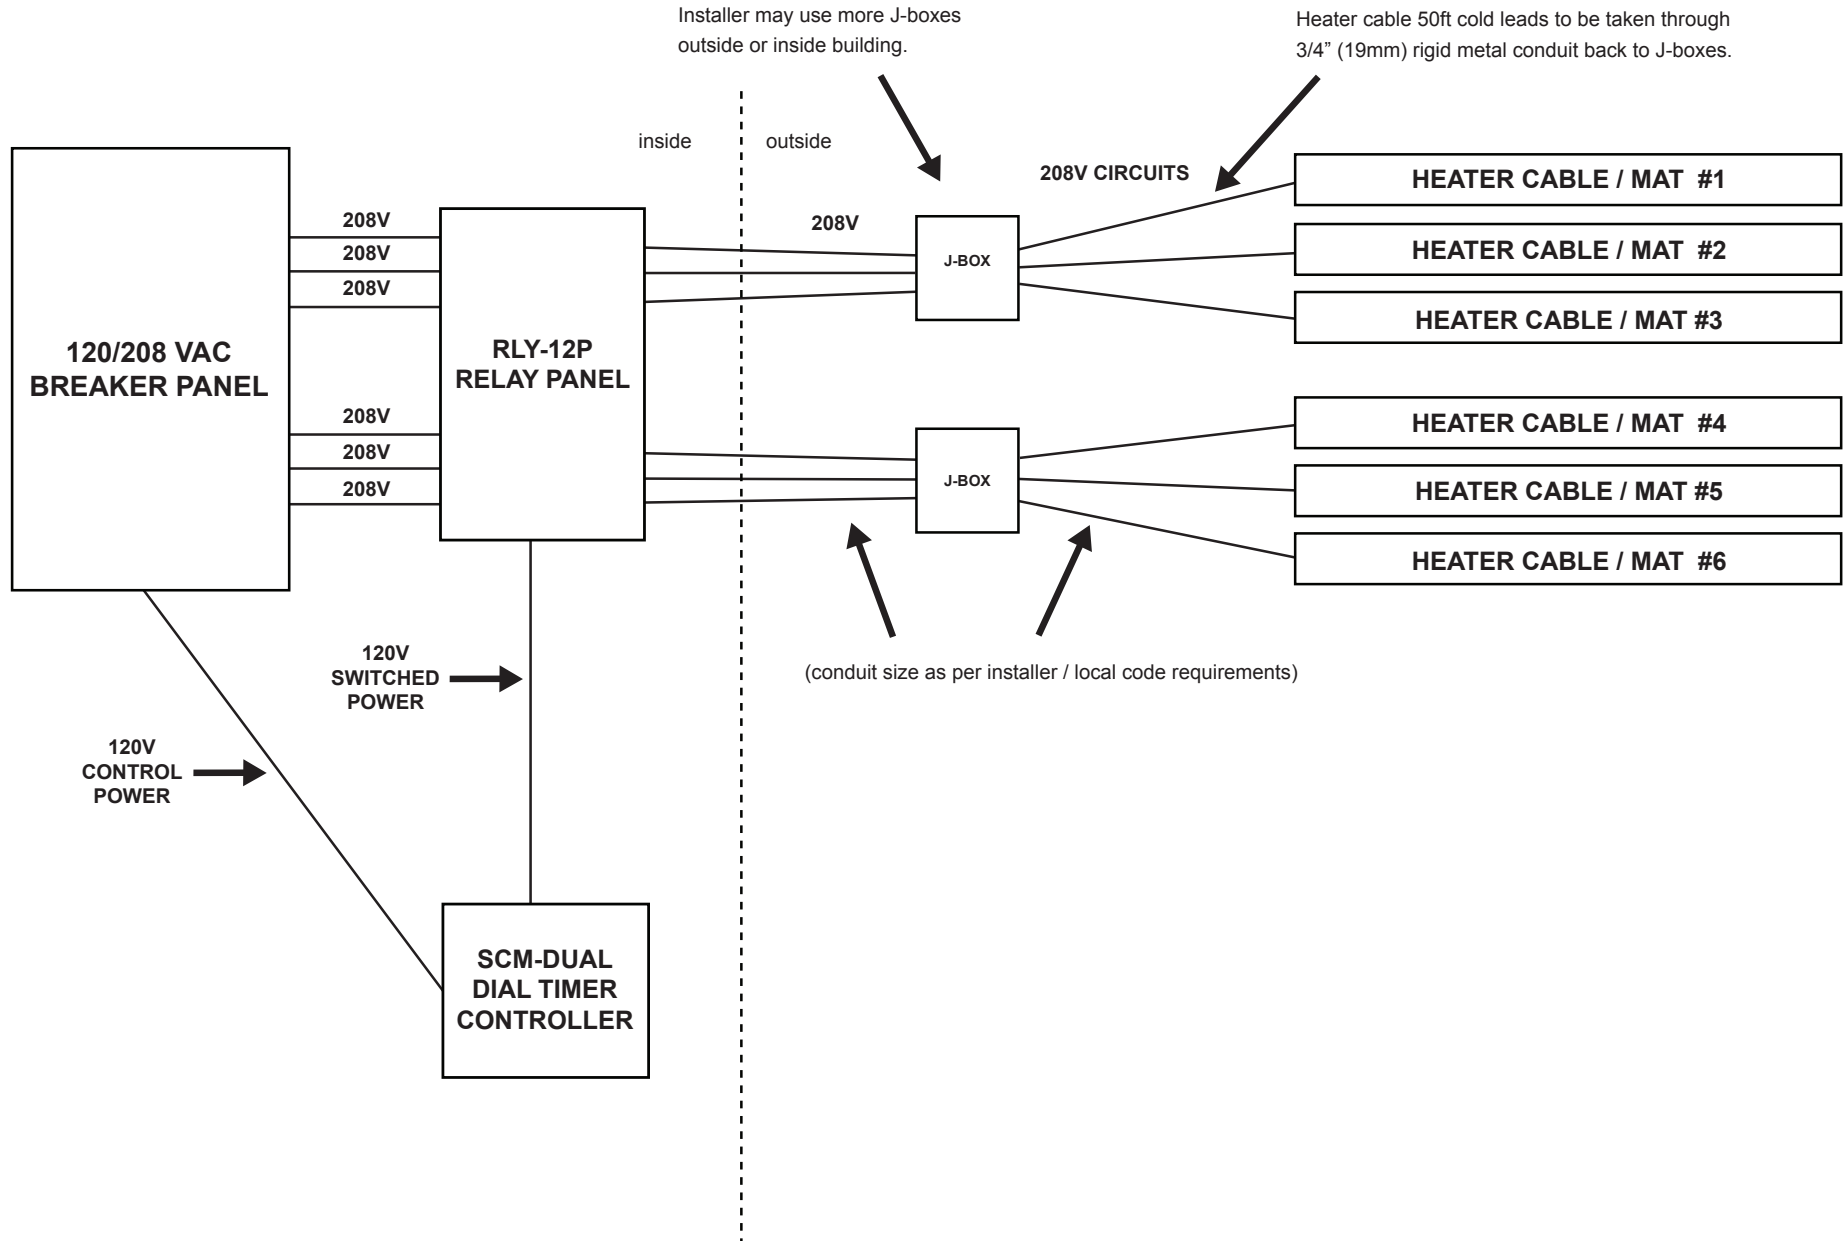 Installer may use more J-boxes
outside or inside building.
Heater cable 50ft cold leads to be taken through
3/4” (19mm) rigid metal conduit back to J-boxes.
inside
outside
208V CIRCUITS
208V
208V
208V
208V
120/208 VAC
BREAKER PANEL
RLY-12P
RELAY PANEL
J-BOX
HEATER CABLE / MAT #1
HEATER CABLE / MAT #2
HEATER CABLE / MAT #3
208V
208V
208V
J-BOX
HEATER CABLE / MAT #4
HEATER CABLE / MAT #5
HEATER CABLE / MAT #6
(conduit size as per installer / local code requirements)
120V
SWITCHED
POWER
120V
CONTROL
POWER
SCM-DUAL
DIAL TIMER
CONTROLLER